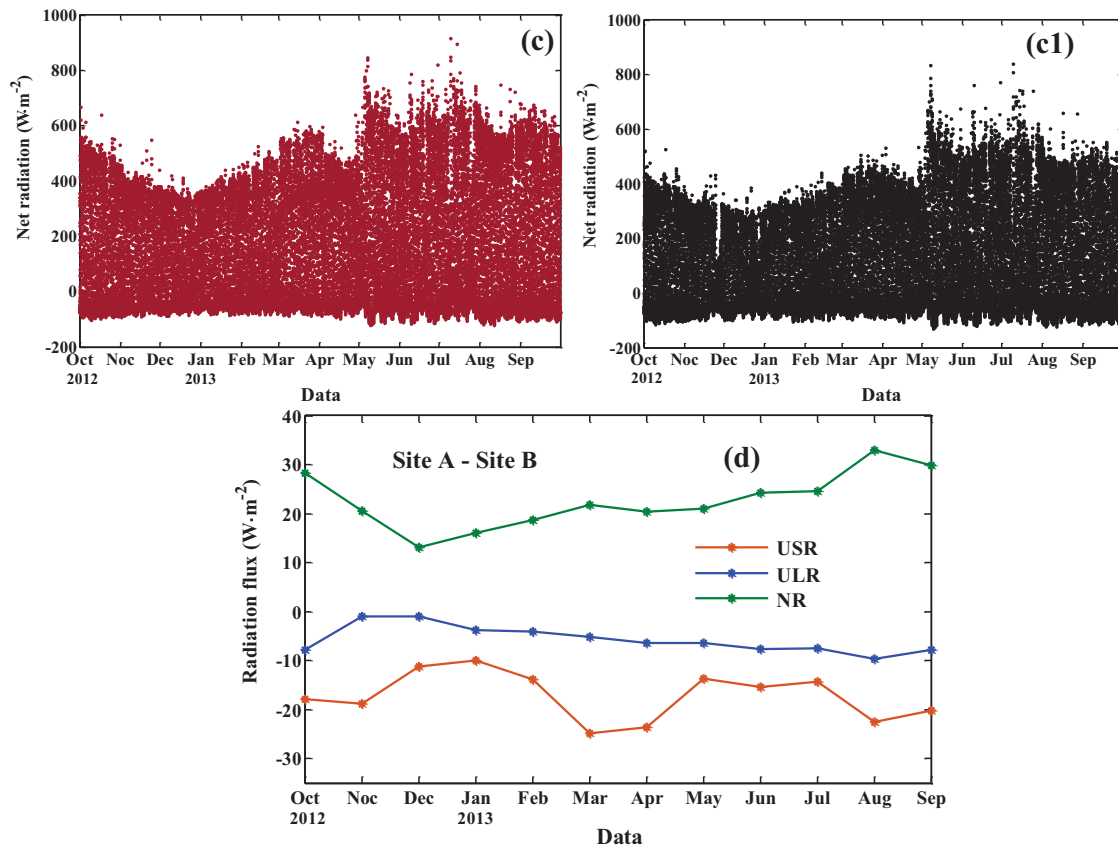 (c)
Net radiation (W·m⁻²)
1000
800
600
400
200
0
-200
Oct Noc Dec Jan Feb Mar Apr May Jun Jul Aug Sep
2012 2013
Data
(c1)
Net radiation (W·m⁻²)
1000
800
600
400
200
0
-200
Oct Noc Dec Jan Feb Mar Apr May Jun Jul Aug Sep
2012 2013
Data
Site A - Site B (d)
Radiation flux (W·m⁻²)
40
30
20
10
0
-10
-20
-30
USR
ULR
NR
Oct Noc Dec Jan Feb Mar Apr May Jun Jul Aug Sep
2012 2013
Data